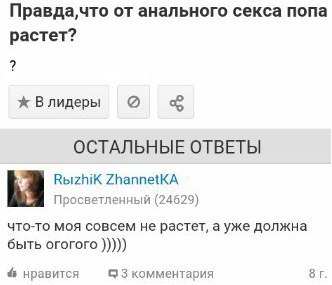 Правда,что от анального секса попа
растет?
?
В лидеры
ОСТАЛЬНЫЕ ОТВЕТЫ
RыzhiK ZhannetKA
Просветленный (24629)
что-то моя совсем не растет, а уже должна
быть огогого )))))
нравится 3 комментария 8 г.